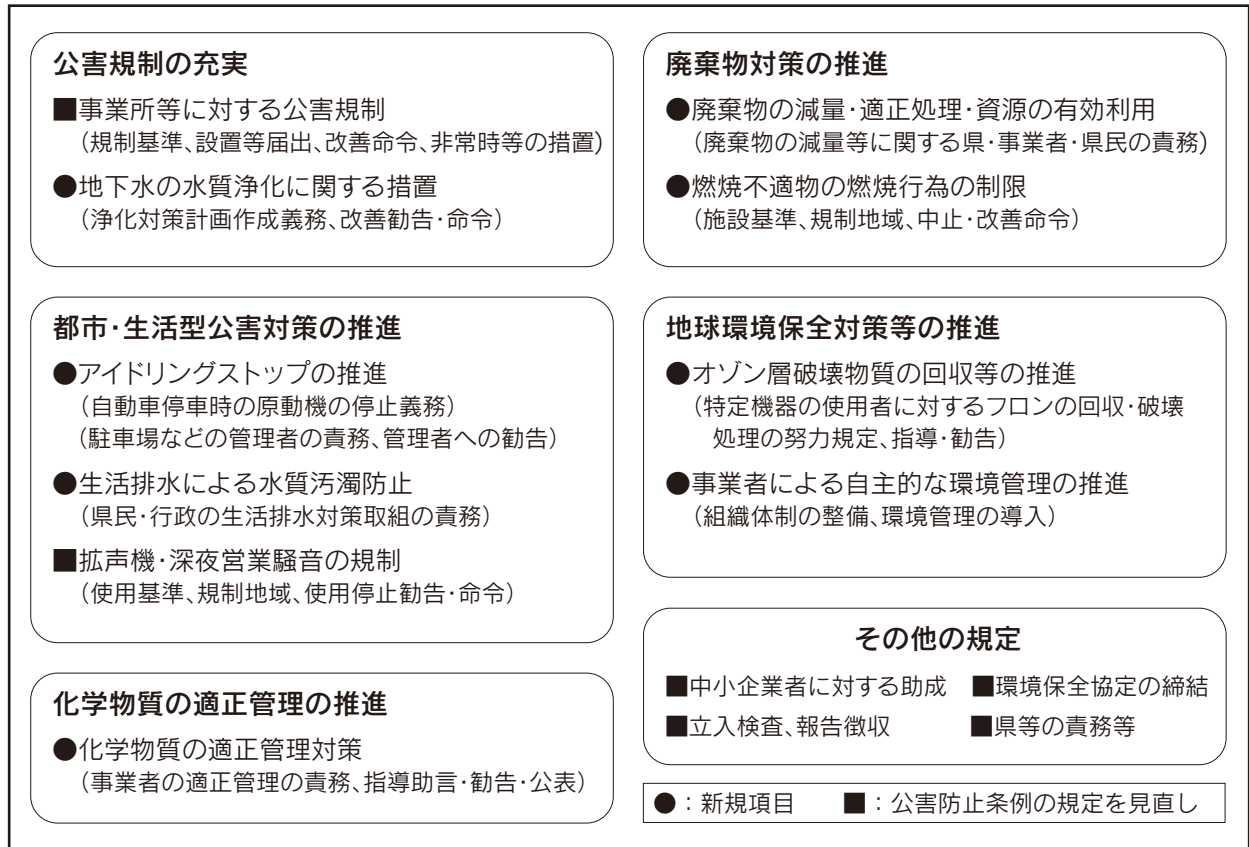 公害規制の充実
■事業所等に対する公害規制
(規制基準、設置等届出、改善命令、非常時等の措置)
●地下水の水質浄化に関する措置
(浄化対策計画作成義務、改善勧告・命令)
都市・生活型公害対策の推進
●アイドリングストップの推進
(自動車停車時の原動機の停止義務)
(駐車場などの管理者の責務、管理者への勧告)
●生活排水による水質汚濁防止
(県民・行政の生活排水対策取組の責務)
■拡声機・深夜営業騒音の規制
(使用基準、規制地域、使用停止勧告・命令)
化学物質の適正管理の推進
●化学物質の適正管理対策
(事業者の適正管理の責務、指導助言・勧告・公表)
廃棄物対策の推進
●廃棄物の減量・適正処理・資源の有効利用
(廃棄物の減量等に関する県・事業者・県民の責務)
●燃焼不適物の燃焼行為の制限
(施設基準、規制地域、中止・改善命令)
地球環境保全対策等の推進
●オゾン層破壊物質の回収等の推進
(特定機器の使用者に対するフロンの回収・破壊
処理の努力規定、指導・勧告)
●事業者による自主的な環境管理の推進
(組織体制の整備、環境管理の導入)
その他の規定
■中小企業者に対する助成 ■環境保全協定の締結
■立入検査、報告徴収 ■県等の責務等
●：新規項目 ■：公害防止条例の規定を見直し